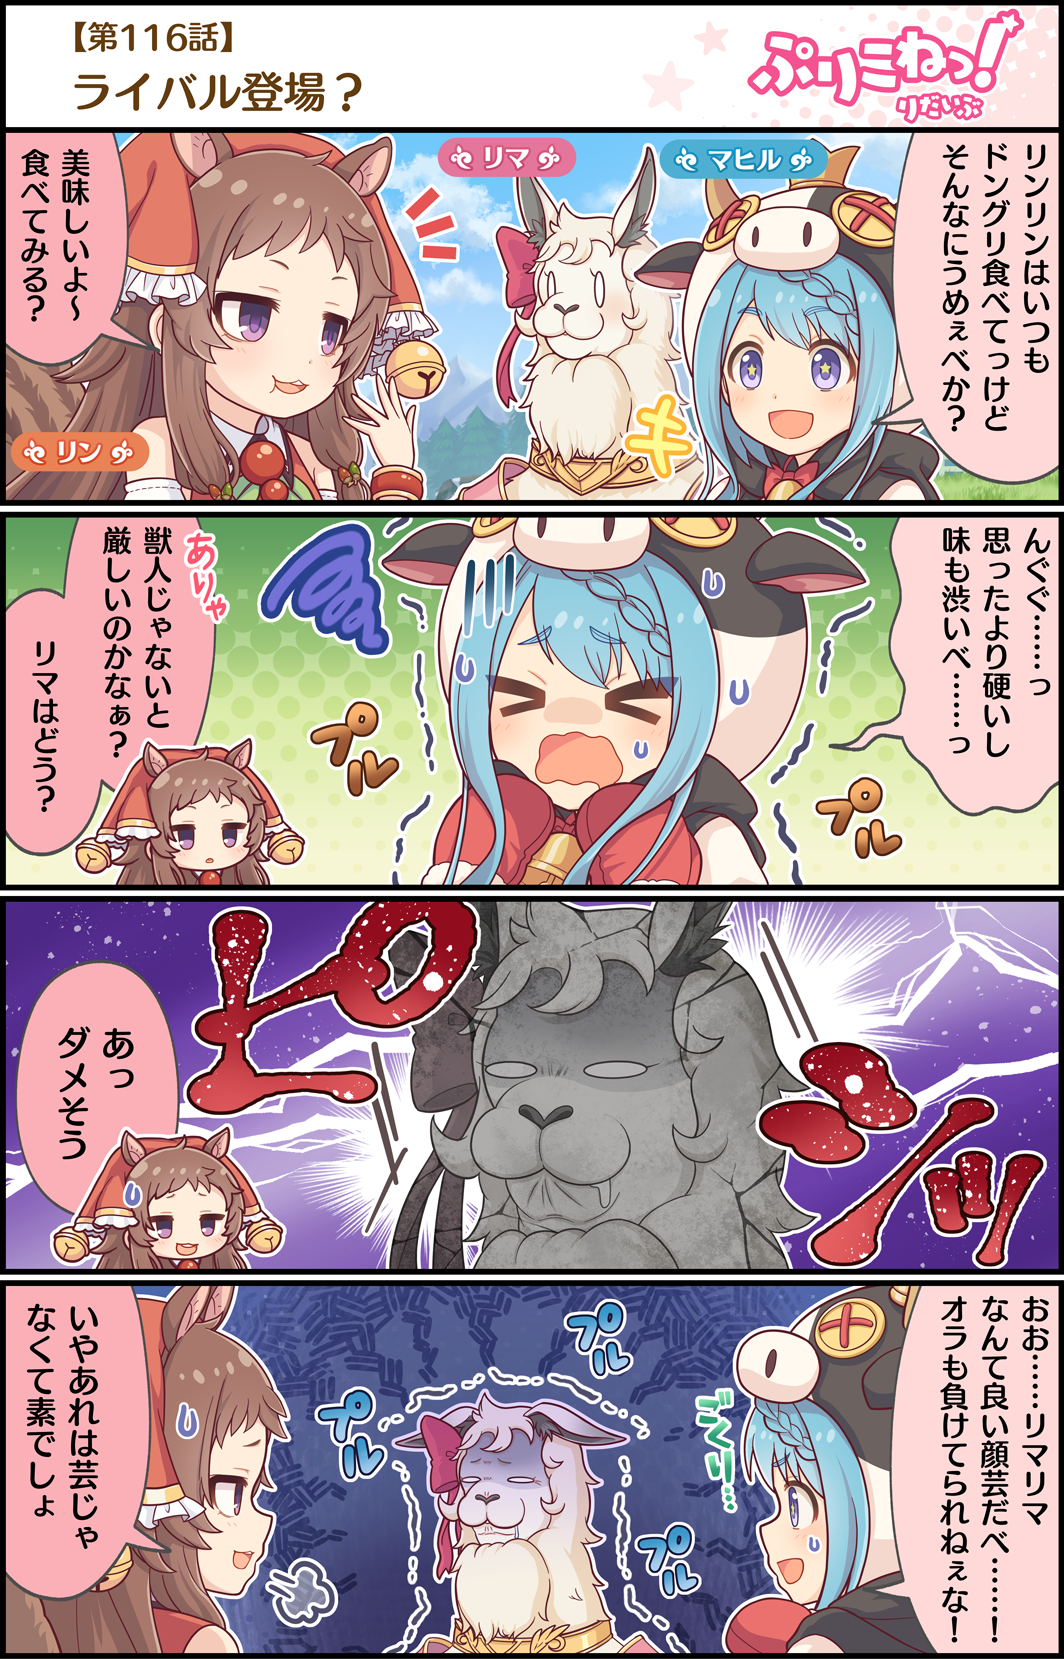 【第116話】
ライバル登場？
ぷりこねっ！
りだいぶ
リンリンはいつも
ドングリ食べてっけど
そんなにうめぇべか？
マヒル
リマ
美味しいよ～
食べてみる？
リン
んぐぐ……っ
思ったより硬いし
味も渋いべ……っ
プル
プル
ありゃ
獣人じゃないと
厳しいのかなぁ？
リマはどう？
ピシッ
あっ
ダメそう
おお……リマリマ
なんて良い顔芸だべ……！
オラも負けてられねぇな！
ごくり…
プル
プル
プル
いやあれは芸じゃ
なくて素でしょ